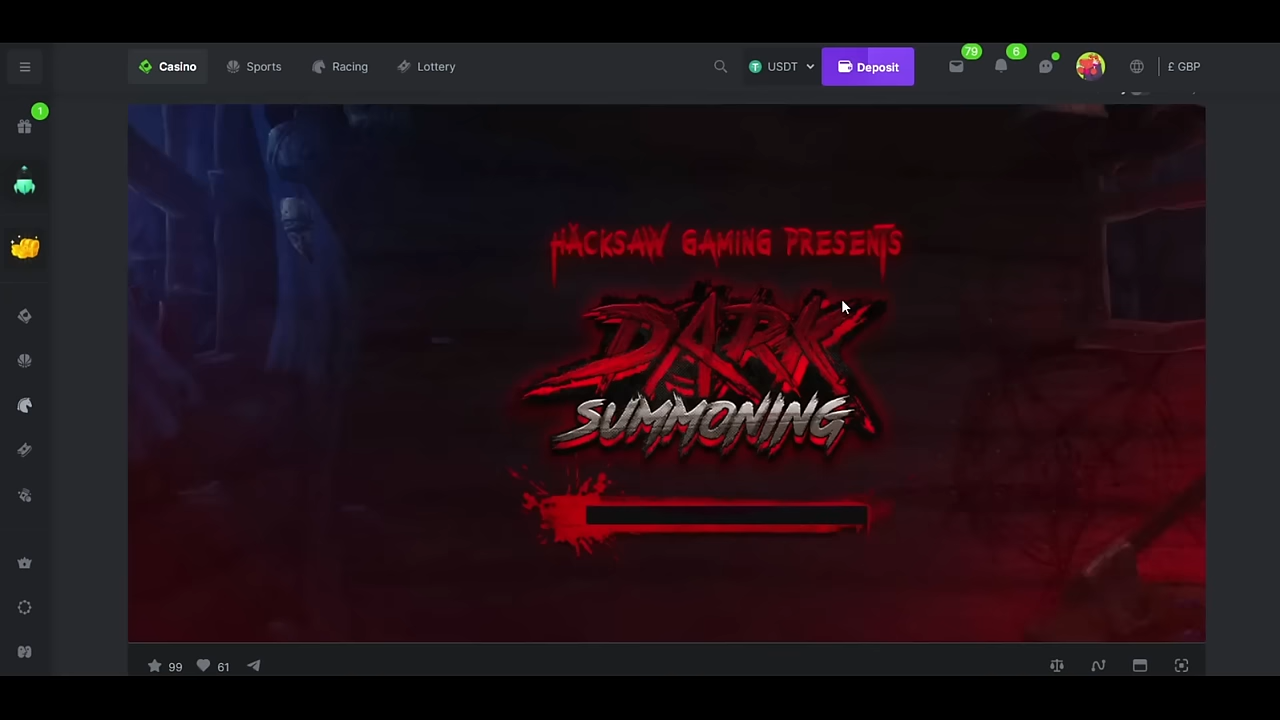 Casino
Sports
Racing
Lottery
USDT
Deposit
79
6
£ GBP
1
HACKSAW GAMING PRESENTS
DARK
SUMMONING
99
61